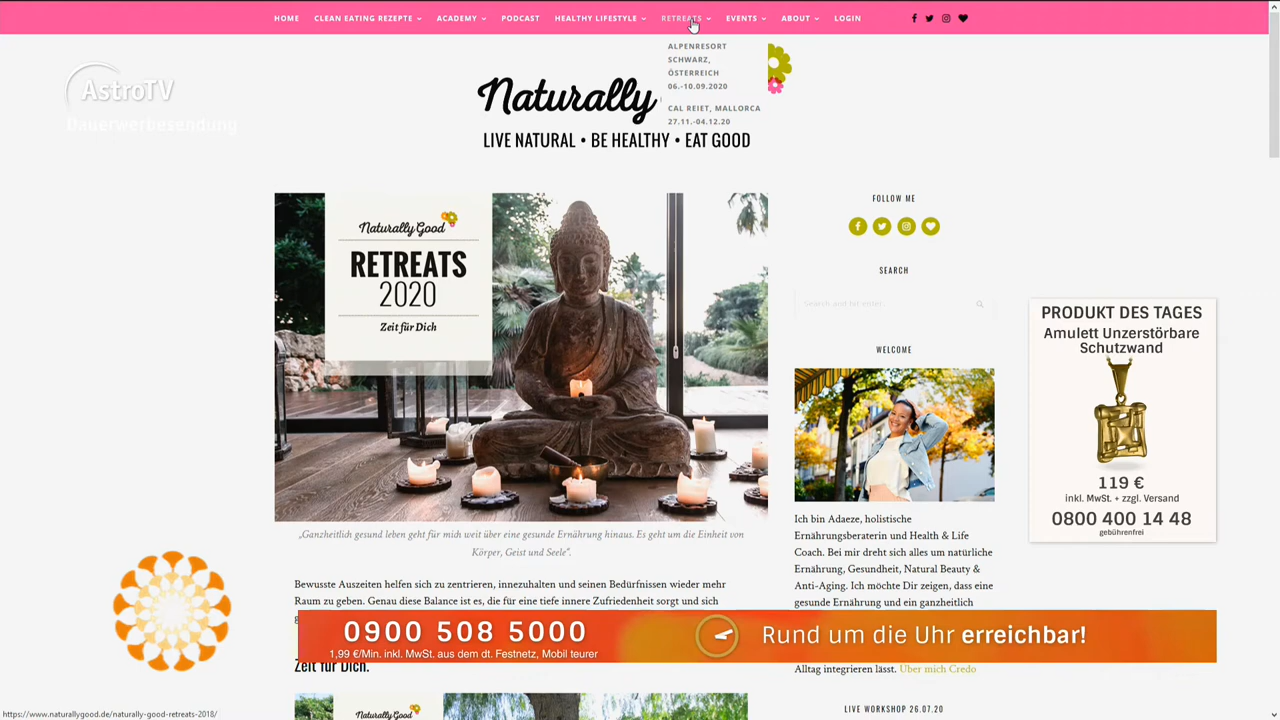 HOME CLEAN EATING REZEPTE ACADEMY PODCAST HEALTHY LIFESTYLE RETREATS EVENTS ABOUT LOGIN
ALPENRESORT
SCHWARZ,
ÖSTERREICH
06.-10.09.2020
CAL REIET, MALLORCA
27.11.-04.12.20
AstroTV
Dauerwerbesendung
Naturally
LIVE NATURAL • BE HEALTHY • EAT GOOD
Naturally Good
RETREATS
2020
Zeit für Dich
„Ganzheitlich gesund leben geht für mich weit über eine gesunde Ernährung hinaus. Es geht um die Einheit von
Körper, Geist und Seele“.
Bewusste Auszeiten helfen sich zu zentrieren, innezuhalten und seinen Bedürfnissen wieder mehr
Raum zu geben. Genau diese Balance ist es, die für eine tiefe innere Zufriedenheit sorgt und sich
Zeit für Dich.
Naturally Good
FOLLOW ME
SEARCH
Search and hit enter...
WELCOME
Ich bin Adaeze, holistische
Ernährungsberaterin und Health & Life
Coach. Bei mir dreht sich alles um natürliche
Ernährung, Gesundheit, Natural Beauty &
Anti-Aging. Ich möchte Dir zeigen, dass eine
gesunde Ernährung und ein ganzheitlich
Alltag integrieren lässt. Über mich Credo
LIVE WORKSHOP 26.07.20
PRODUKT DES TAGES
Amulett Unzerstörbare
Schutzwand
119 €
inkl. MwSt. + zzgl. Versand
0800 400 14 48
gebührenfrei
0900 508 5000
1,99 €/Min. inkl. MwSt. aus dem dt. Festnetz, Mobil teurer
Rund um die Uhr erreichbar!
https://www.naturallygood.de/naturally-good-retreats-2018/